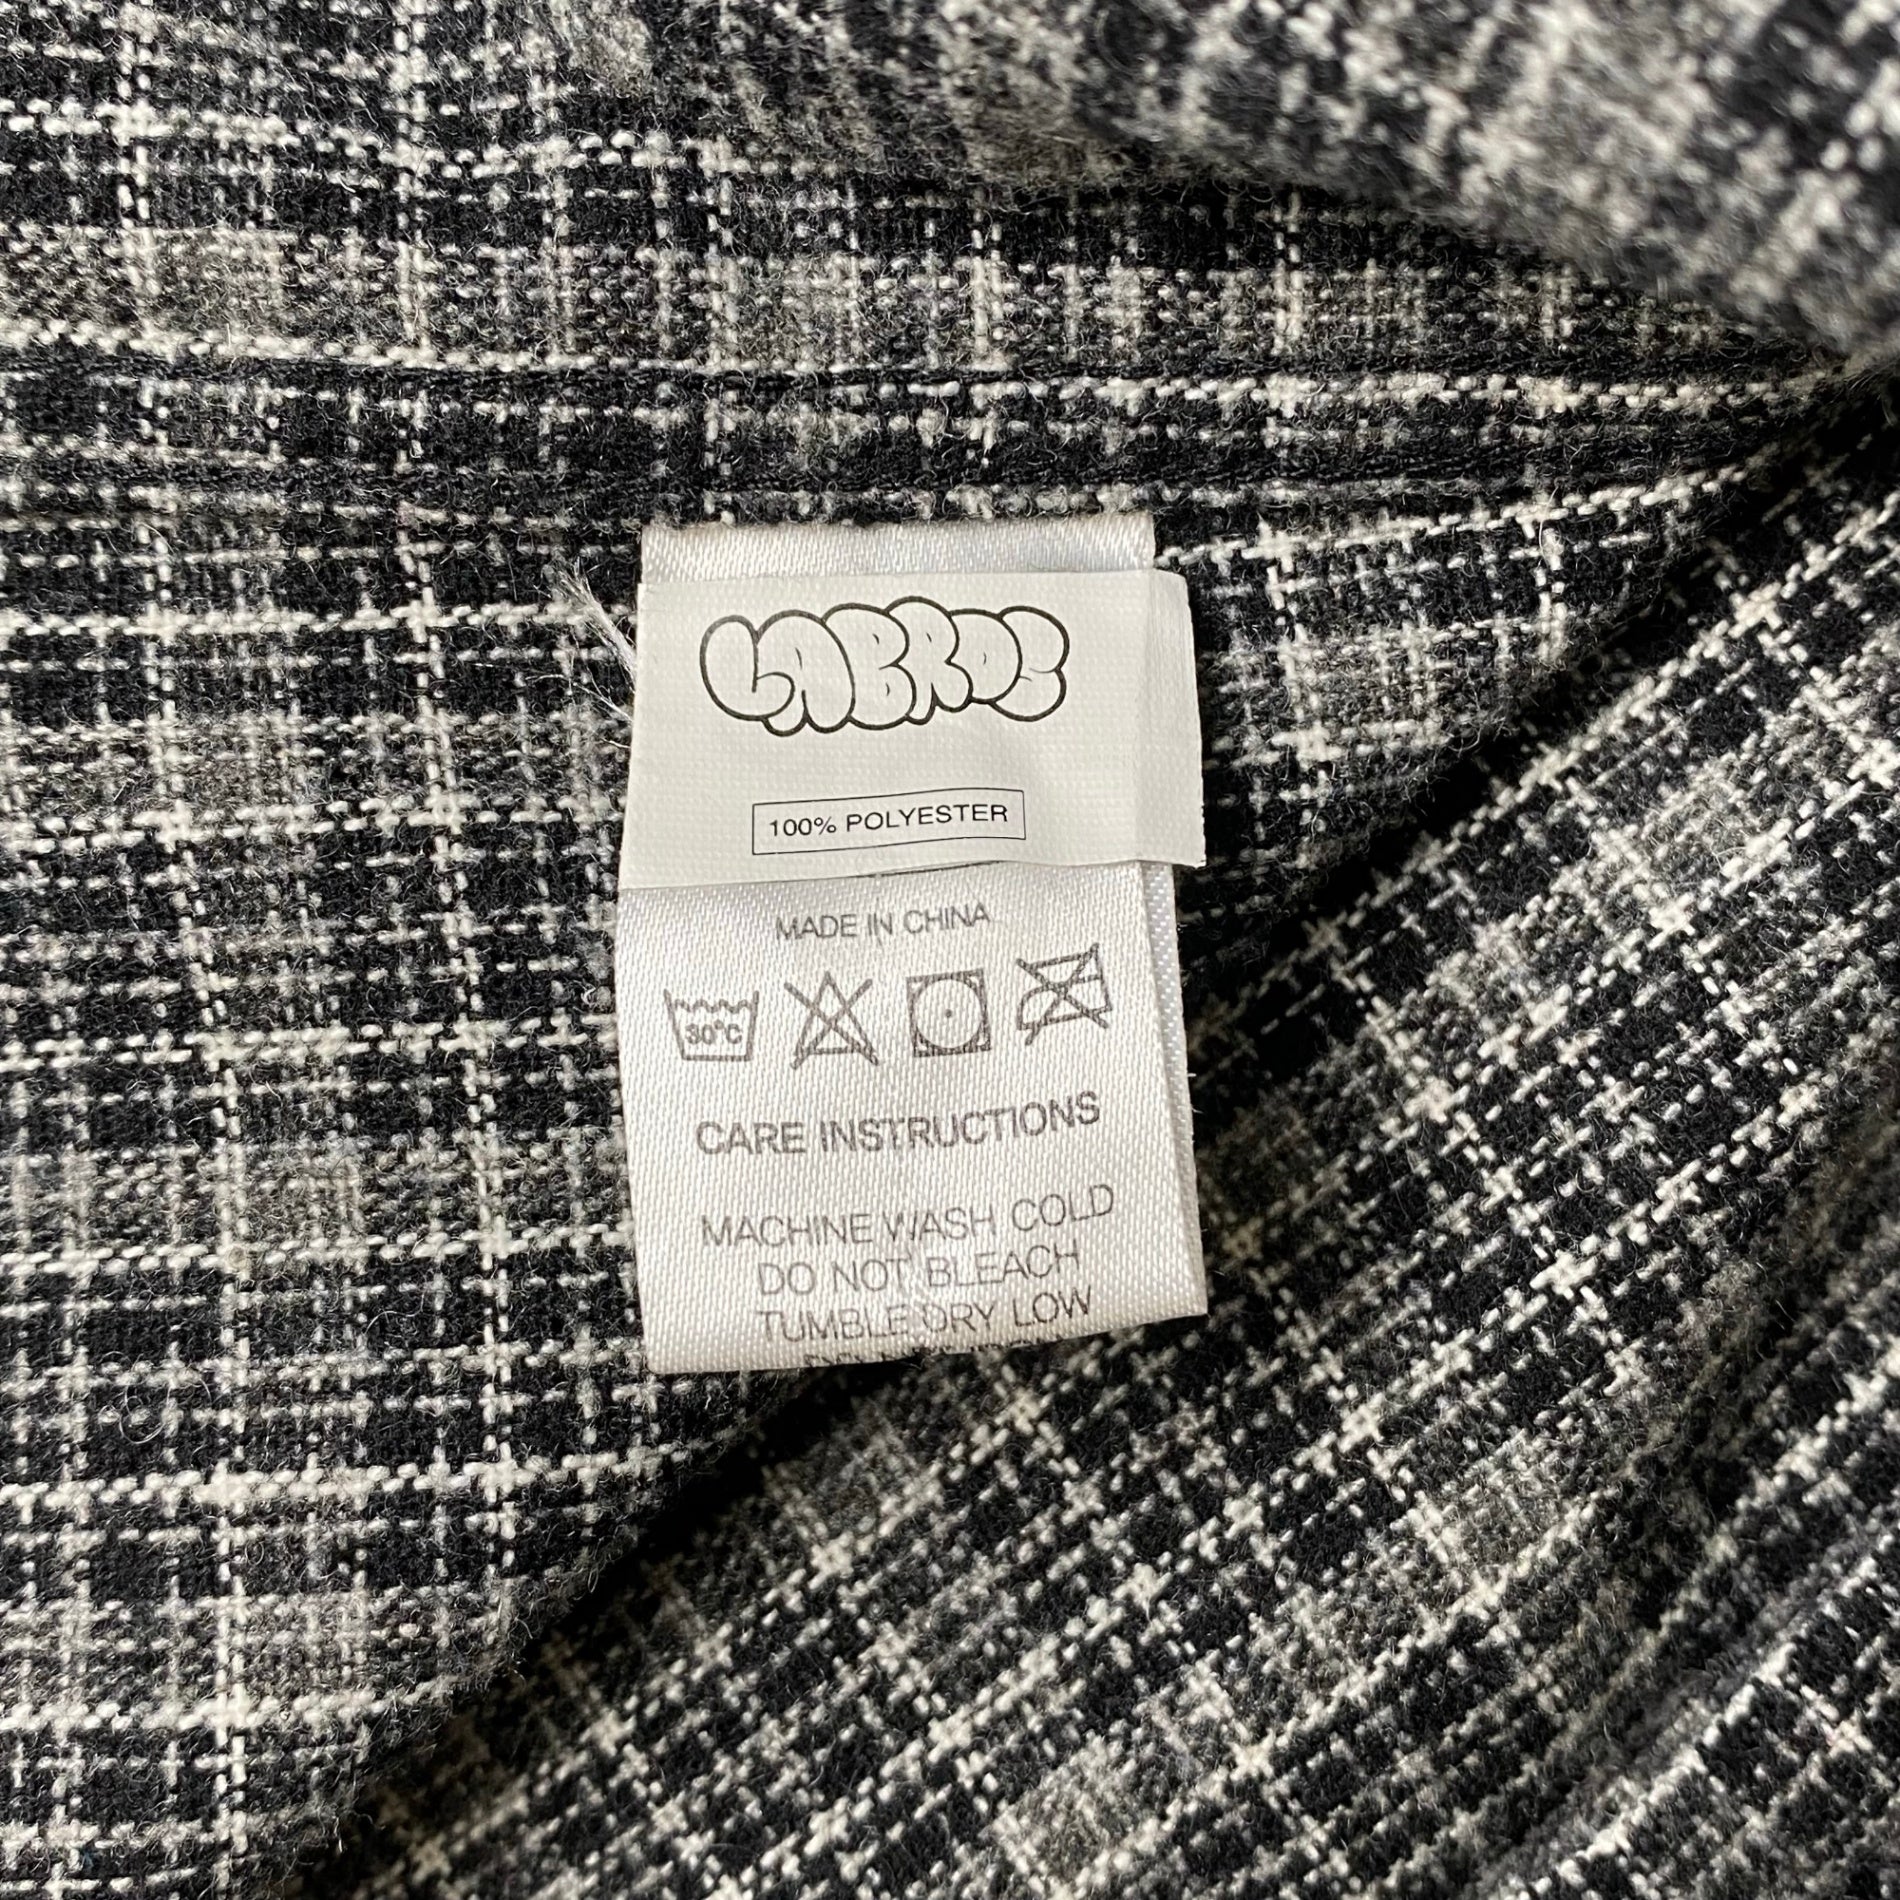 LABROS
100% POLYESTER
MADE IN CHINA
30°C
CARE INSTRUCTIONS
MACHINE WASH COLD
DO NOT BLEACH
TUMBLE DRY LOW